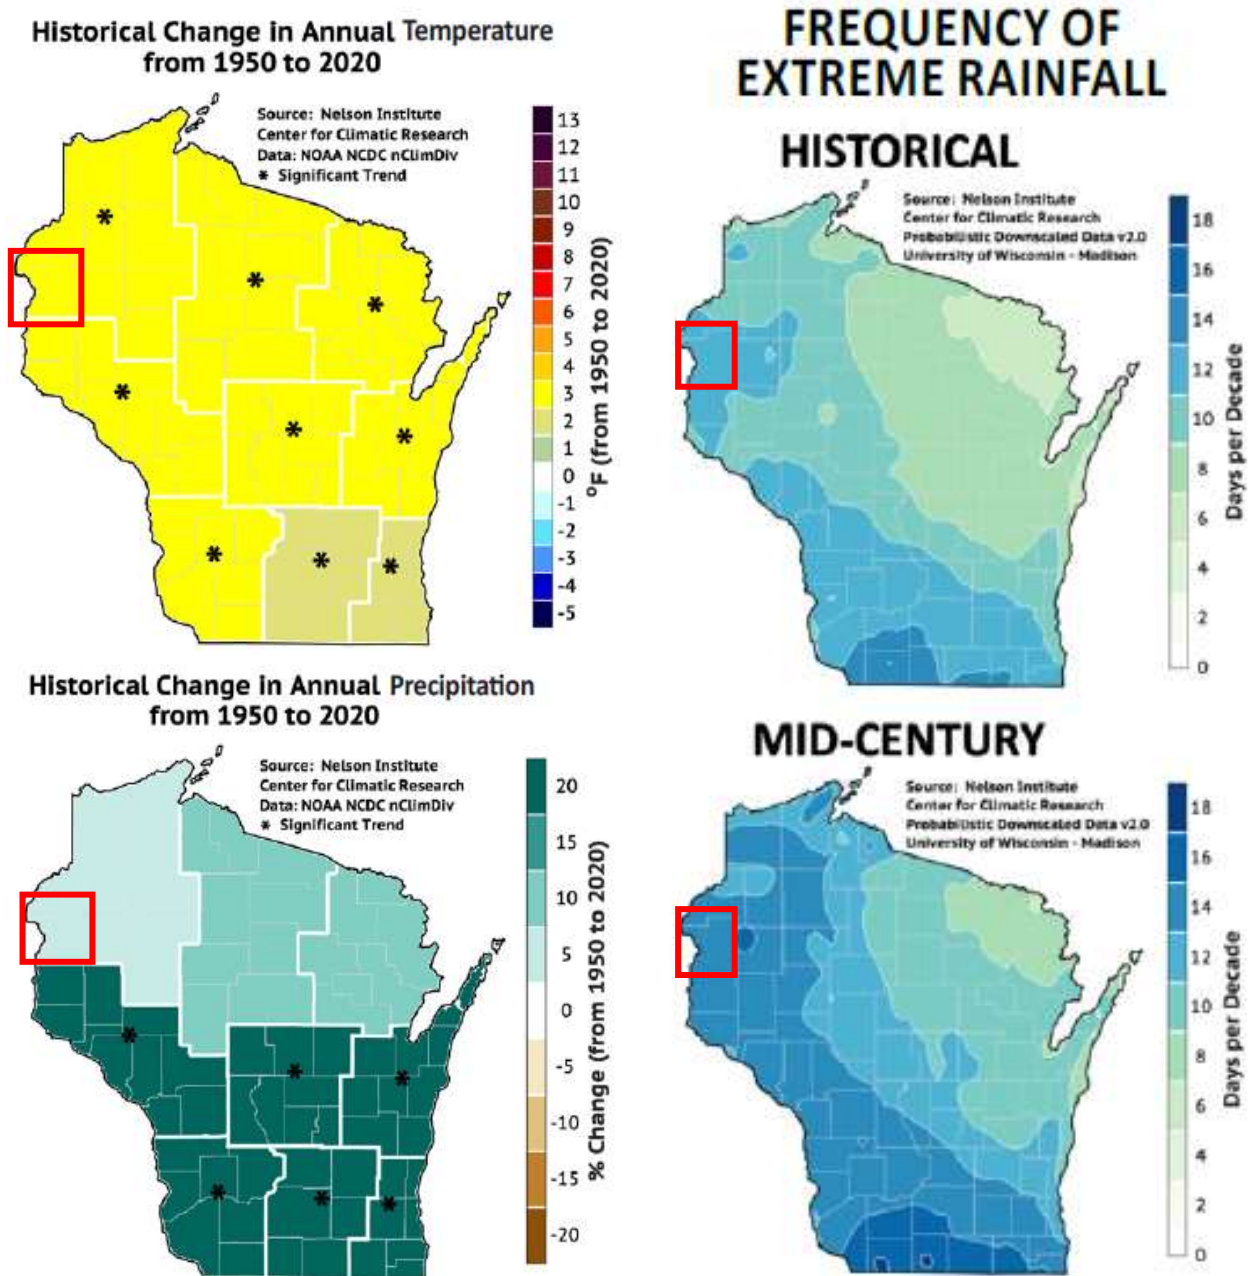 Historical Change in Annual Temperature
from 1950 to 2020
Source: Nelson Institute
Center for Climatic Research
Data: NOAA NCDC nClimDiv
* Significant Trend
13
12
11
10
9
8
7
6
5
4
3
2
1
0
-1
-2
-3
-4
-5
°F (from 1950 to 2020)
Historical Change in Annual Precipitation
from 1950 to 2020
Source: Nelson Institute
Center for Climatic Research
Data: NOAA NCDC nClimDiv
* Significant Trend
20
15
10
5
0
-5
-10
-15
-20
% Change (from 1950 to 2020)
FREQUENCY OF
EXTREME RAINFALL
HISTORICAL
Source: Nelson Institute
Center for Climatic Research
Probabilistic Downscaled Data v2.0
University of Wisconsin - Madison
18
16
14
12
10
8
6
4
2
0
Days per Decade
MID-CENTURY
Source: Nelson Institute
Center for Climatic Research
Probabilistic Downscaled Data v2.0
University of Wisconsin - Madison
18
16
14
12
10
8
6
4
2
0
Days per Decade